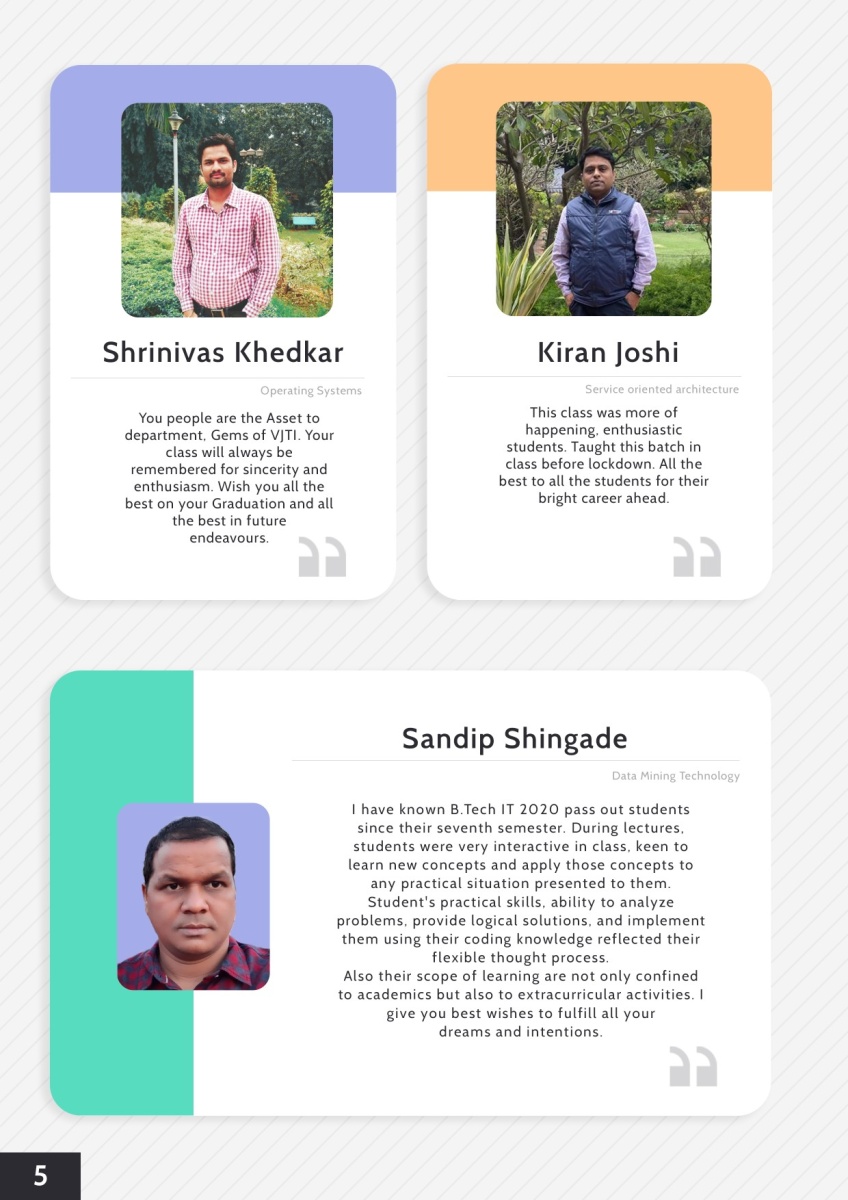 Shrinivas Khedkar
Operating Systems
You people are the Asset to
department, Gems of VJTI. Your
class will always be
remembered for sincerity and
enthusiasm. Wish you all the
best on your Graduation and all
the best in future
endeavours.
Kiran Joshi
Service oriented architecture
This class was more of
happening, enthusiastic
students. Taught this batch in
class before lockdown. All the
best to all the students for their
bright career ahead.
Sandip Shingade
Data Mining Technology
I have known B.Tech IT 2020 pass out students
since their seventh semester. During lectures,
students were very interactive in class, keen to
learn new concepts and apply those concepts to
any practical situation presented to them.
Student's practical skills, ability to analyze
problems, provide logical solutions, and implement
them using their coding knowledge reflected their
flexible thought process.
Also their scope of learning are not only confined
to academics but also to extracurricular activities. I
give you best wishes to fulfill all your
dreams and intentions.
5